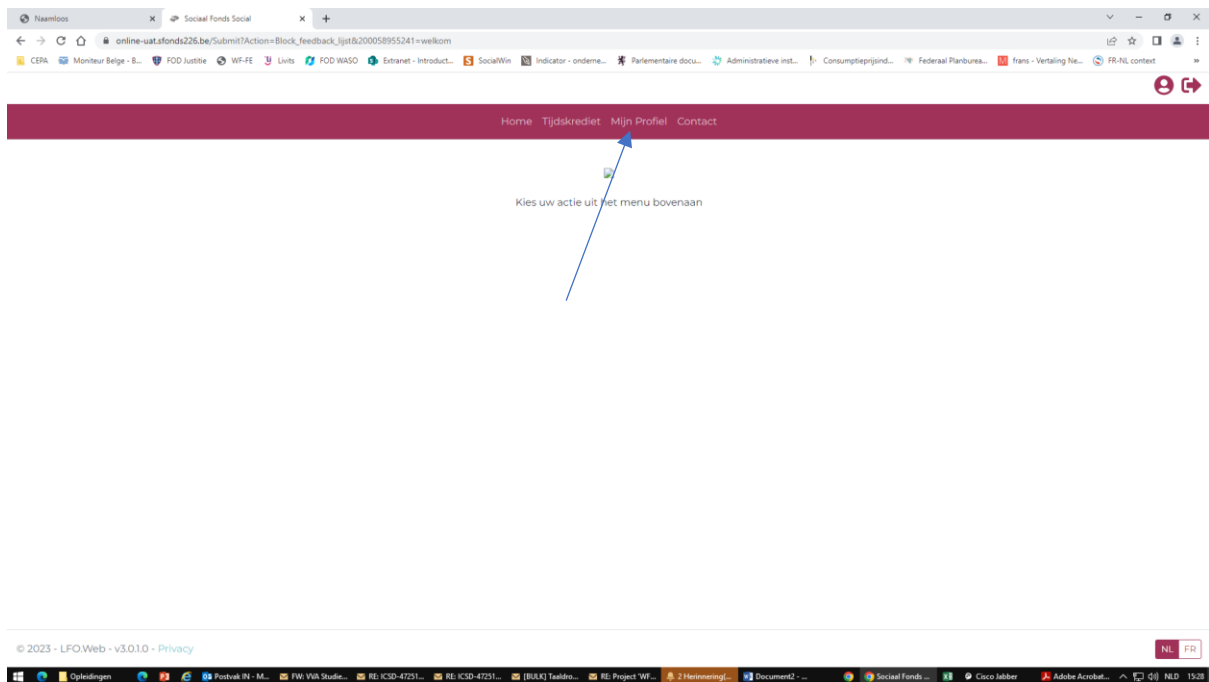 Naamloos
Sociaal Fonds Social
online-uat.sfonds226.be/Submit?Action=Block_feedback_lijst&200058955241=welkom
CEPA Moniteur Belge - B... FOD Justitie WF-FE Livits FOD WASO Extranet - Introduct... SocialWin Indicator - onderne... Parlementaire docu... Administratieve inst... Consumptieprijsind... Federaal Planburea... frans - Vertaling Ne... FR-NL context »
Home Tijdskrediet Mijn Profiel Contact
Kies uw actie uit het menu bovenaan
© 2023 - LFO.Web - v3.0.1.0 - Privacy
NL FR
Opleidingen Postvak IN - M... FW: VVA Studie... RE: ICSD-47251... RE: ICSD-47251... [BULK] Taaldro... RE: Project 'WF... 2 Herinnering(... Document2 - ... Sociaal Fonds ... Cisco Jabber Adobe Acrobat... NLD 15:28